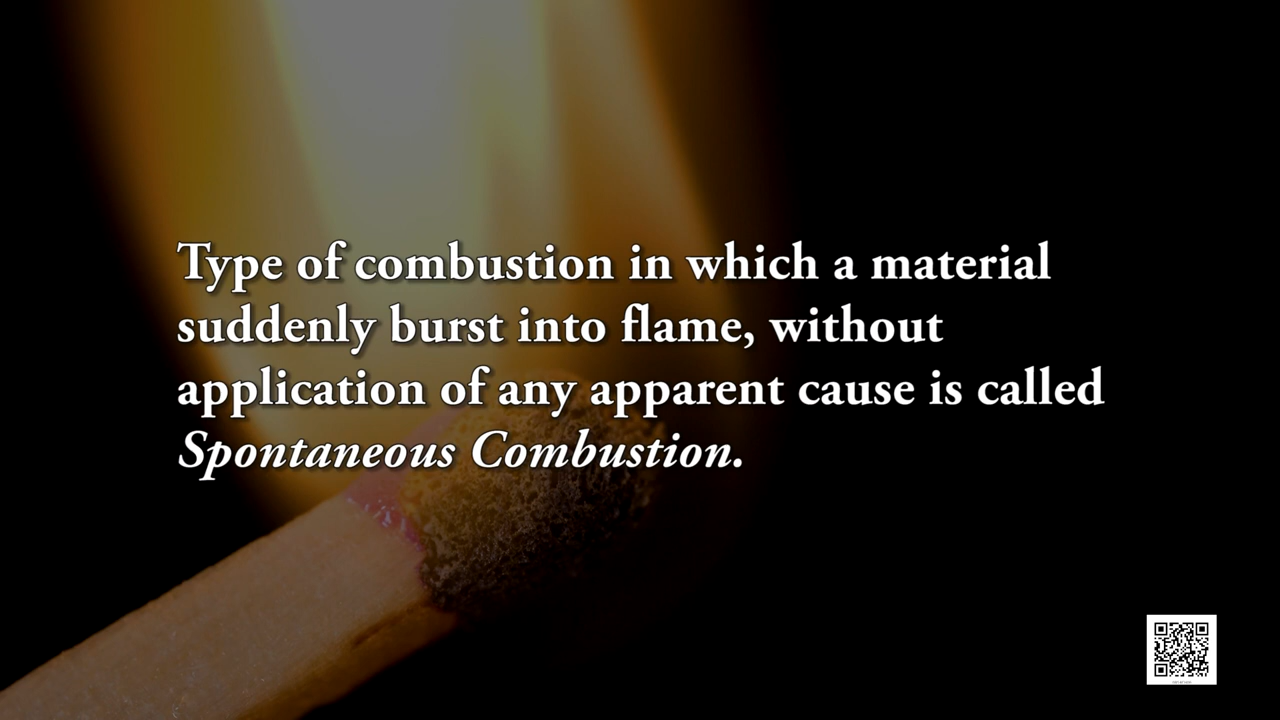 Type of combustion in which a material
suddenly burst into flame, without
application of any apparent cause is called
Spontaneous Combustion.